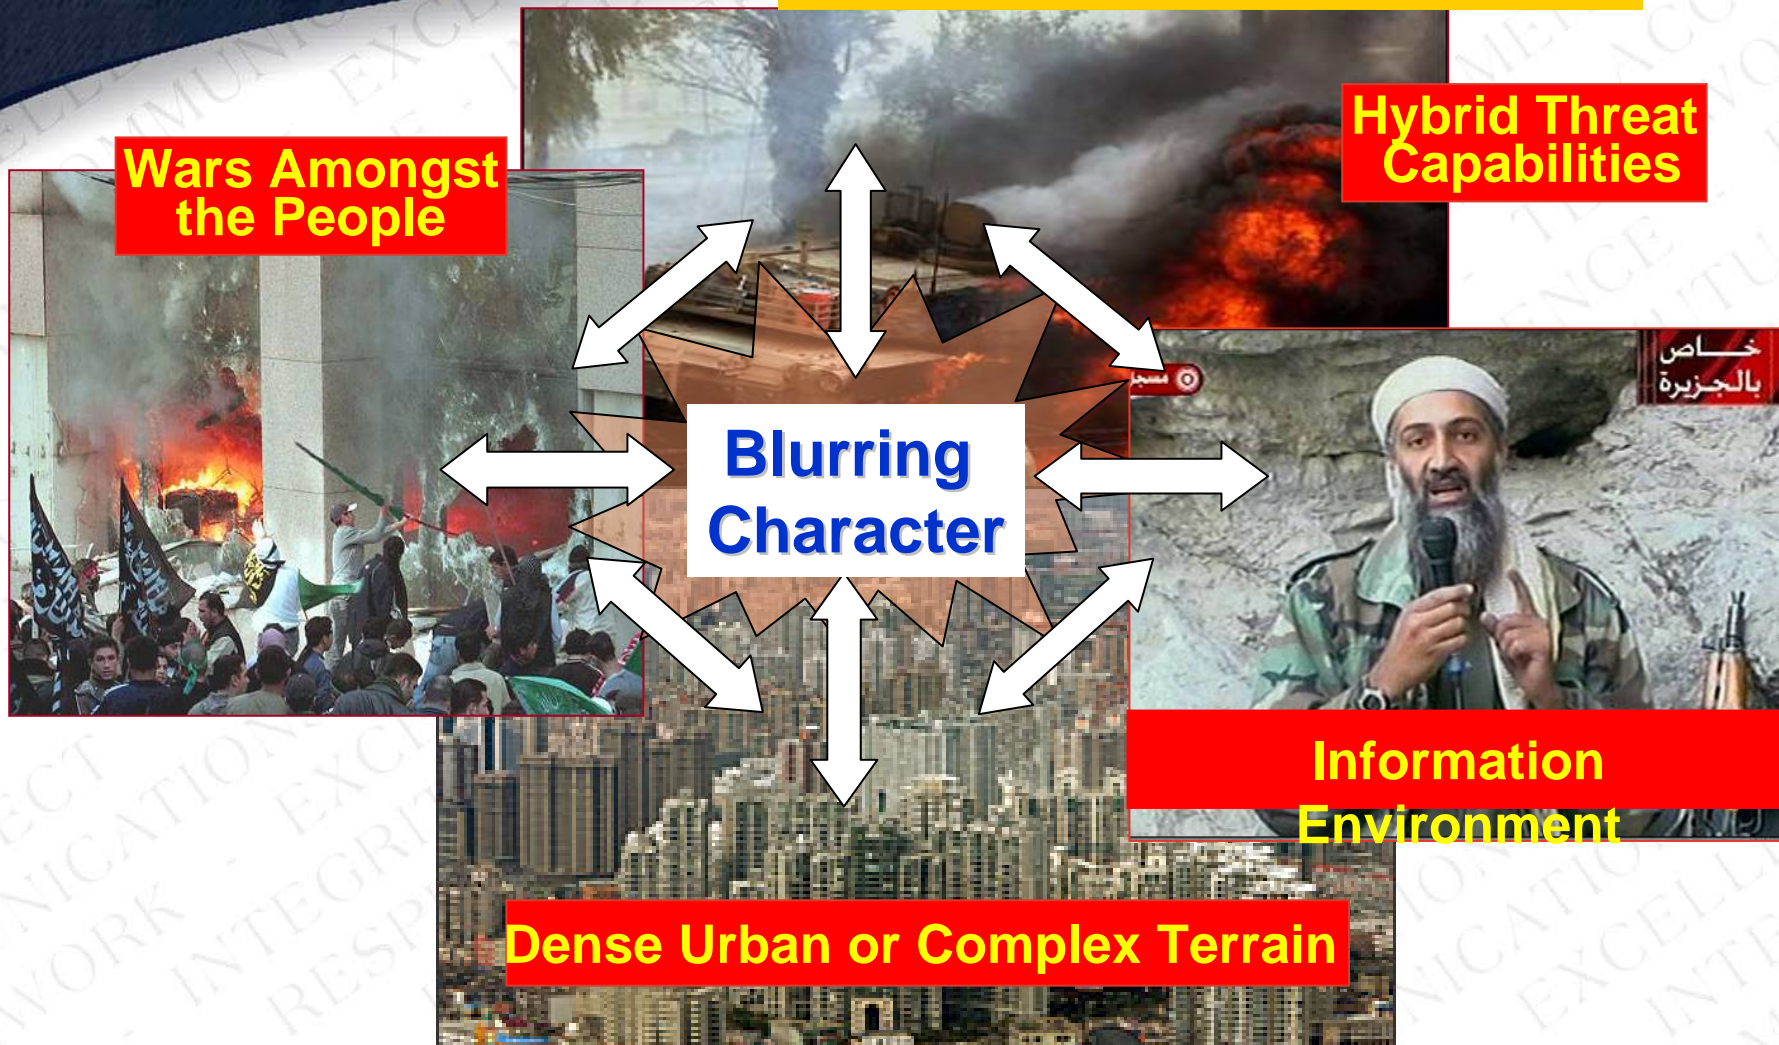 Wars Amongst
the People
Hybrid Threat
Capabilities
خاص
بالجزيرة
Blurring
Character
Information
Environment
Dense Urban or Complex Terrain